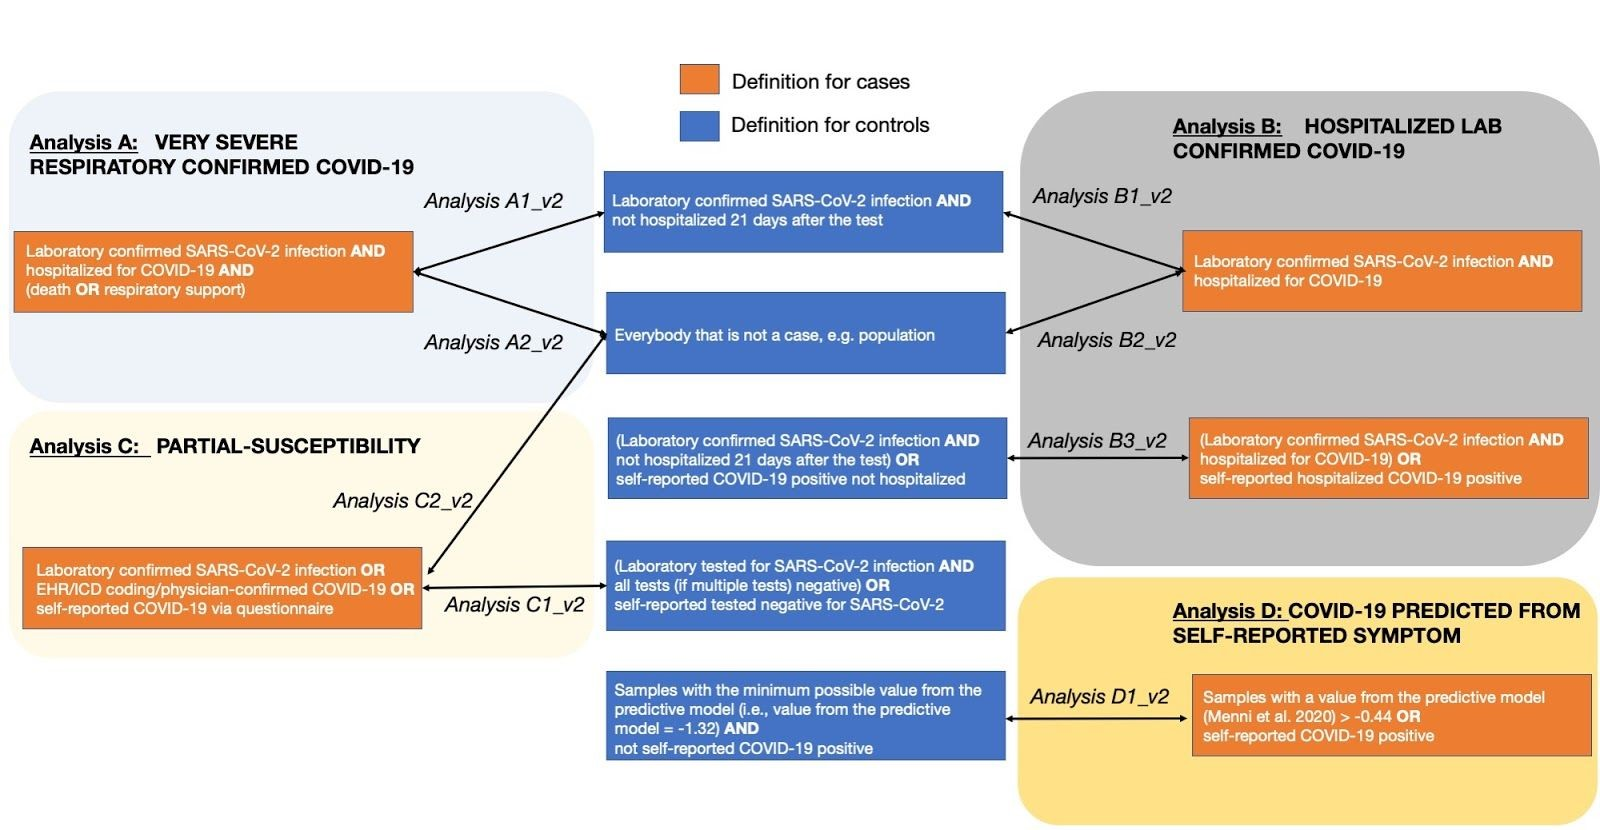 Definition for cases
Definition for controls
Analysis A: VERY SEVERE
RESPIRATORY CONFIRMED COVID-19
Analysis A1_v2
Laboratory confirmed SARS-CoV-2 infection AND
hospitalized for COVID-19 AND
(death OR respiratory support)
Analysis A2_v2
Analysis C: PARTIAL-SUSCEPTIBILITY
Analysis C2_v2
Laboratory confirmed SARS-CoV-2 infection OR
EHR/ICD coding/physician-confirmed COVID-19 OR
self-reported COVID-19 via questionnaire
Analysis C1_v2
Laboratory confirmed SARS-CoV-2 infection AND
not hospitalized 21 days after the test
Everybody that is not a case, e.g. population
(Laboratory confirmed SARS-CoV-2 infection AND
not hospitalized 21 days after the test) OR
self-reported COVID-19 positive not hospitalized
(Laboratory tested for SARS-CoV-2 infection AND
all tests (if multiple tests) negative) OR
self-reported tested negative for SARS-CoV-2
Samples with the minimum possible value from the
predictive model (i.e., value from the predictive
model = -1.32) AND
not self-reported COVID-19 positive
Analysis B: HOSPITALIZED LAB
CONFIRMED COVID-19
Analysis B1_v2
Laboratory confirmed SARS-CoV-2 infection AND
hospitalized for COVID-19
Analysis B2_v2
Analysis B3_v2
(Laboratory confirmed SARS-CoV-2 infection AND
hospitalized for COVID-19) OR
self-reported hospitalized COVID-19 positive
Analysis D: COVID-19 PREDICTED FROM
SELF-REPORTED SYMPTOM
Analysis D1_v2
Samples with a value from the predictive model
(Menni et al. 2020) > -0.44 OR
self-reported COVID-19 positive